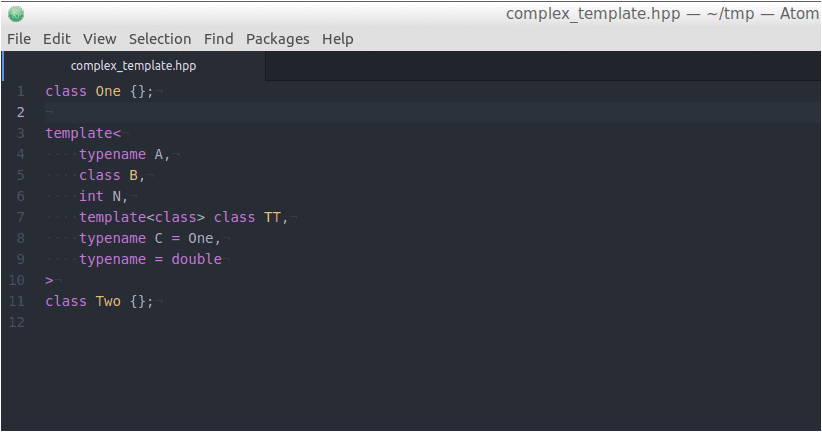 complex_template.hpp — ~/tmp — Atom
File Edit View Selection Find Packages Help
complex_template.hpp
1 class One {};¬
2 ¬
3 template<¬
4 ····typename A,¬
5 ····class B,¬
6 ····int N,¬
7 ····template<class> class TT,¬
8 ····typename C = One,¬
9 ····typename = double¬
10 >¬
11 class Two {};¬
12